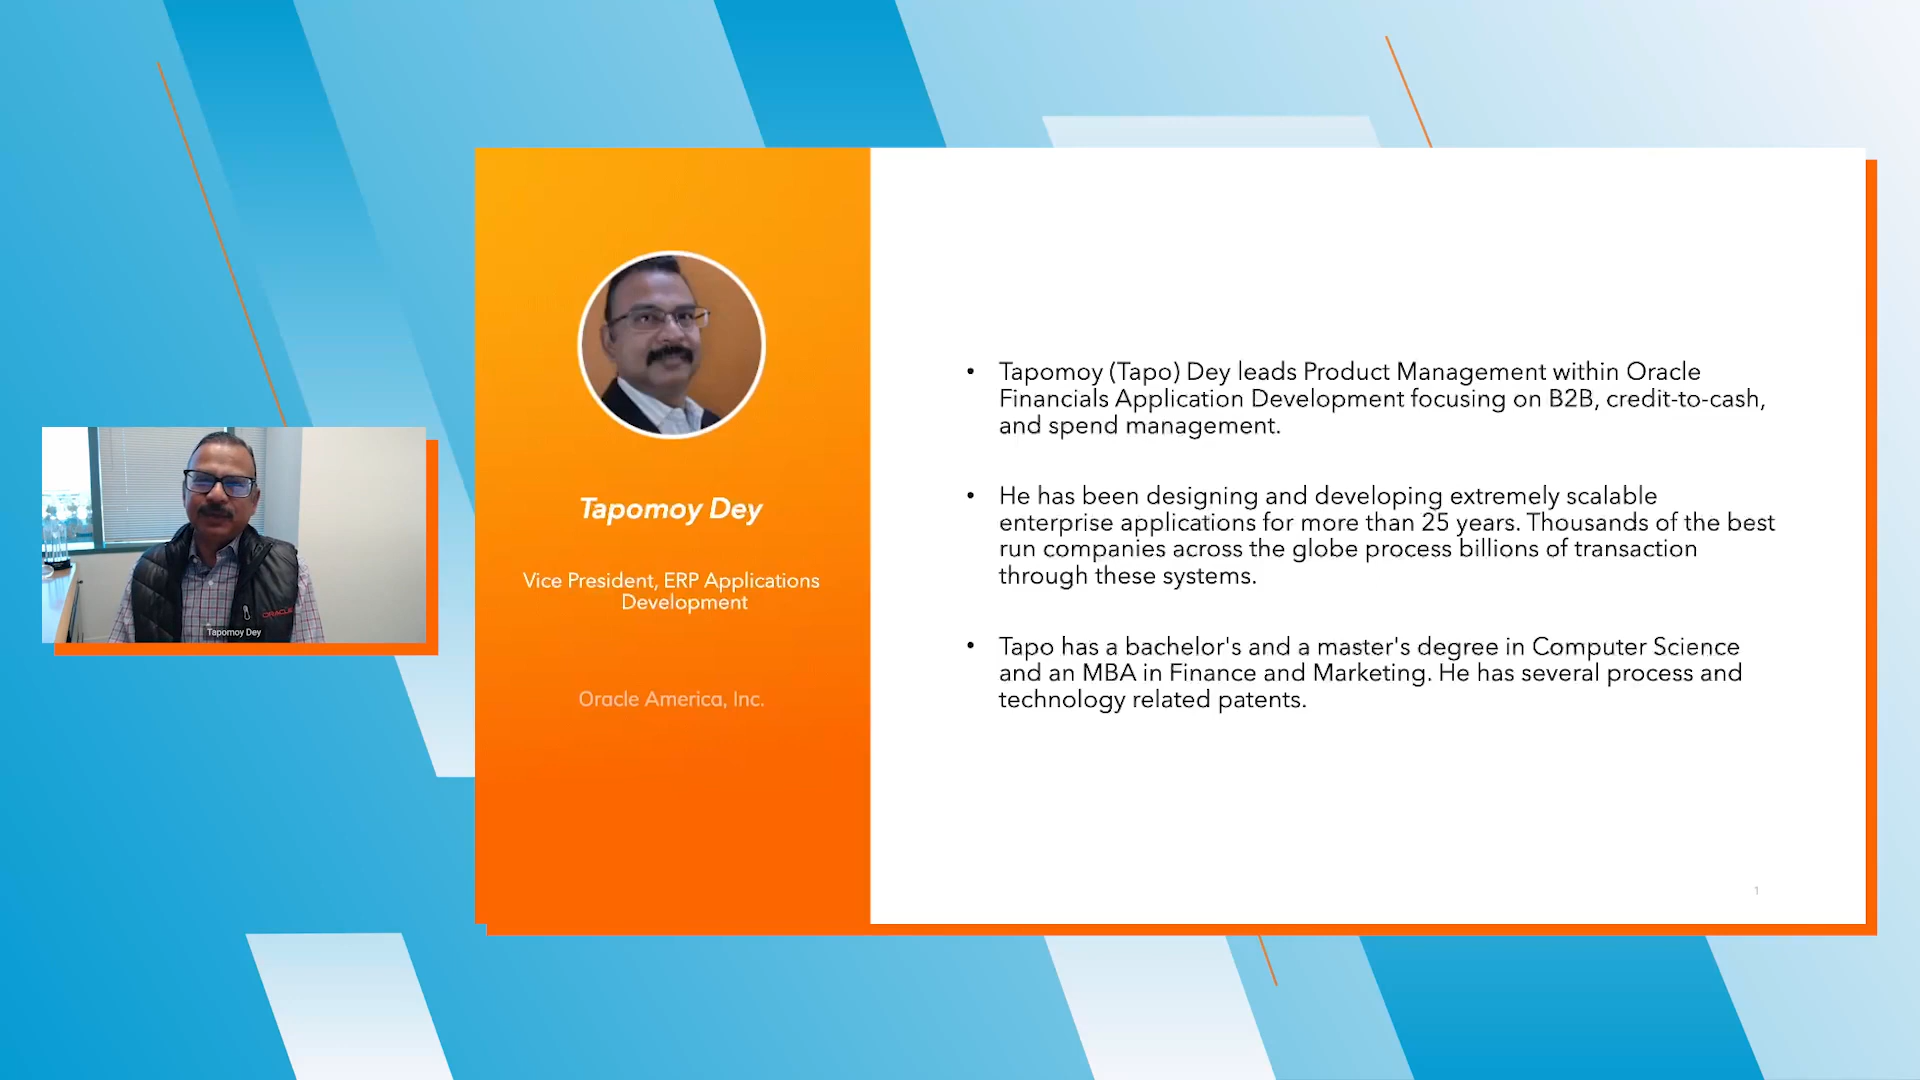 ORACLE
Tapomoy Dey
Tapomoy Dey
Vice President, ERP Applications
Development
Oracle America, Inc.
• Tapomoy (Tapo) Dey leads Product Management within Oracle
Financials Application Development focusing on B2B, credit-to-cash,
and spend management.
• He has been designing and developing extremely scalable
enterprise applications for more than 25 years. Thousands of the best
run companies across the globe process billions of transaction
through these systems.
• Tapo has a bachelor's and a master's degree in Computer Science
and an MBA in Finance and Marketing. He has several process and
technology related patents.
1